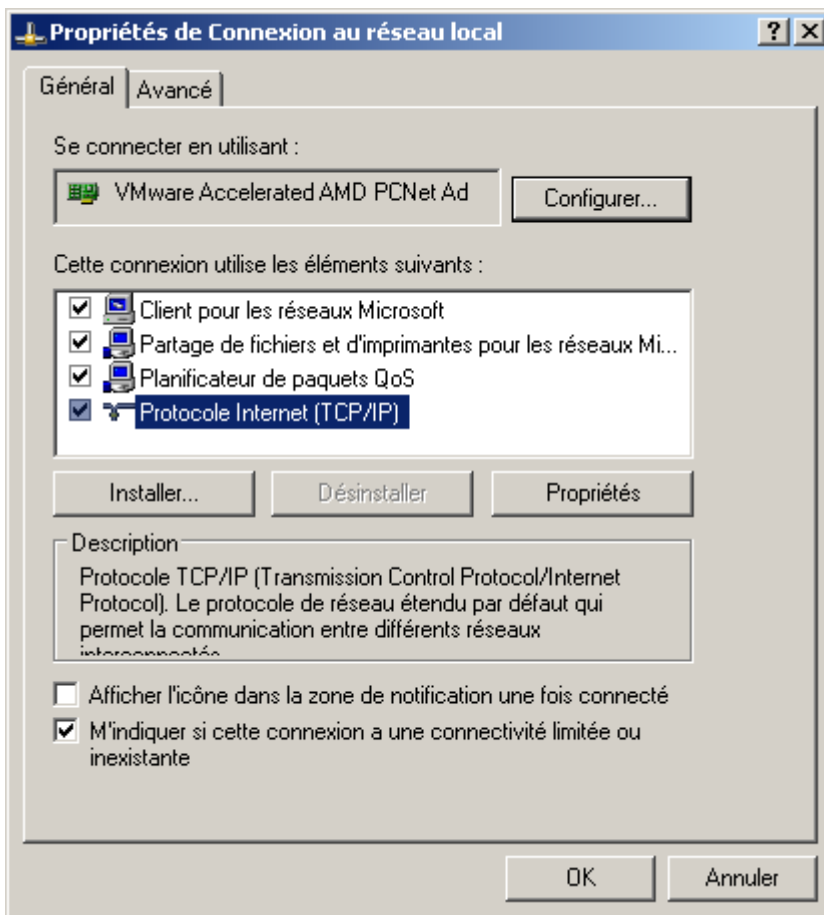 Propriétés de Connexion au réseau local
Général
Avancé
Se connecter en utilisant :
VMware Accelerated AMD PCNet Ad
Configurer...
Cette connexion utilise les éléments suivants :
Client pour les réseaux Microsoft
Partage de fichiers et d'imprimantes pour les réseaux Mi...
Planificateur de paquets QoS
Protocole Internet (TCP/IP)
Installer...
Désinstaller
Propriétés
Description
Protocole TCP/IP (Transmission Control Protocol/Internet
Protocol). Le protocole de réseau étendu par défaut qui
permet la communication entre différents réseaux
interconnectés.
Afficher l'icône dans la zone de notification une fois connecté
M'indiquer si cette connexion a une connectivité limitée ou
inexistante
OK
Annuler